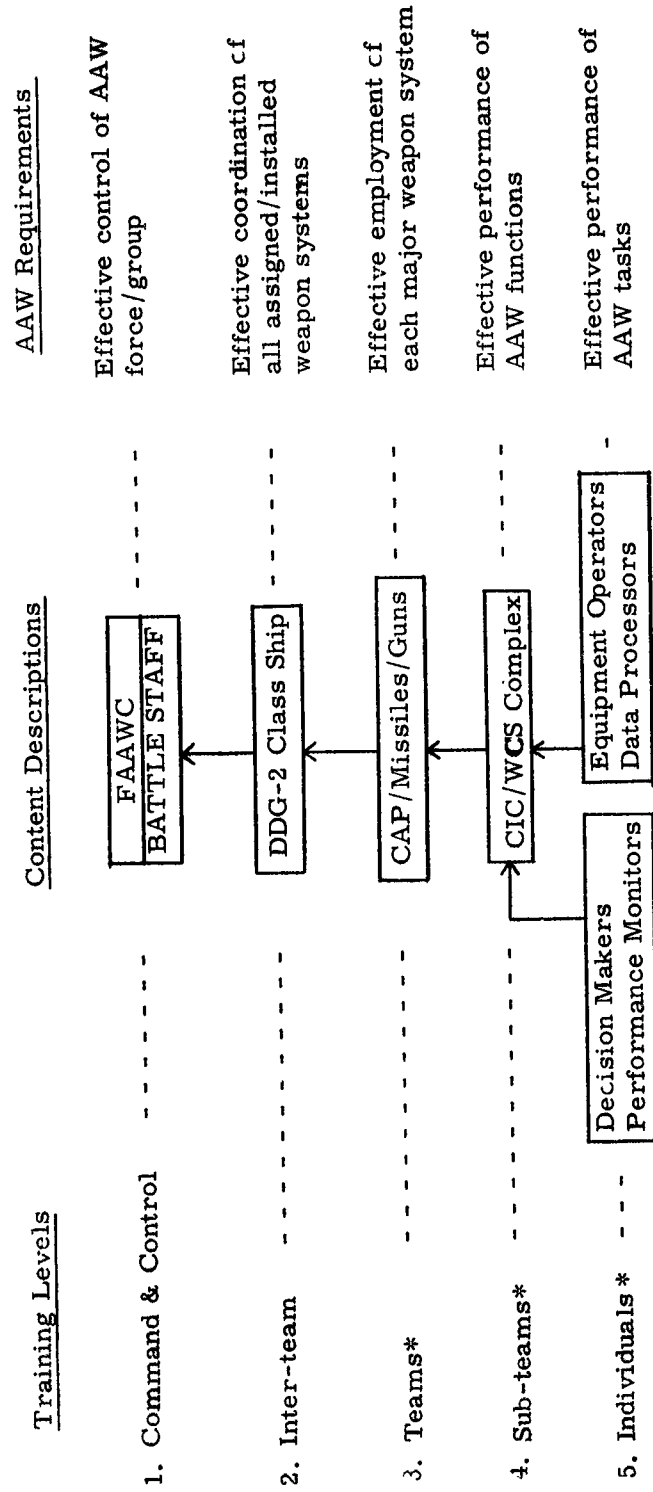 Training Levels
Content Descriptions
AAW Requirements
1. Command & Control
FAAWC
BATTLE STAFF
Effective control of AAW
force/group
2. Inter-team
DDG-2 Class Ship
Effective coordination cf
all assigned/installed
weapon systems
3. Teams*
CAP/Missiles/Guns
Effective employment cf
each major weapon system
4. Sub-teams*
CIC/WCS Complex
Effective performance of
AAW functions
5. Individuals*
Decision Makers
Performance Monitors
Equipment Operators
Data Processors
Effective performance of
AAW tasks